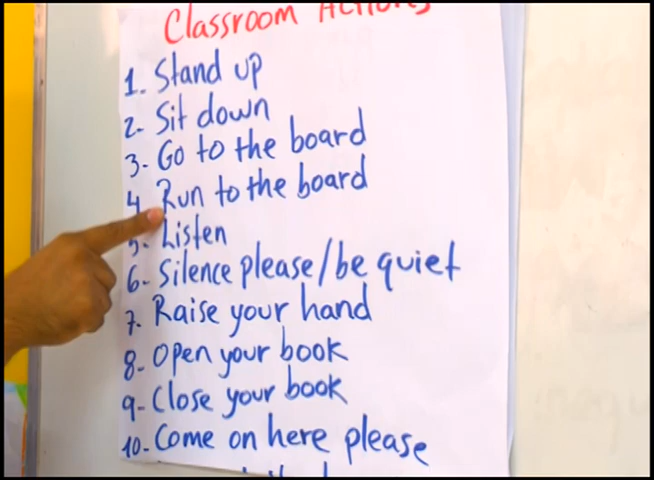 Classroom Actions
1. Stand up
2- Sit down
3- Go to the board
4 Run to the board
5- Listen
6- Silence please/be quiet
7. Raise your hand
8- Open your book
9- Close your book
10- Come on here please